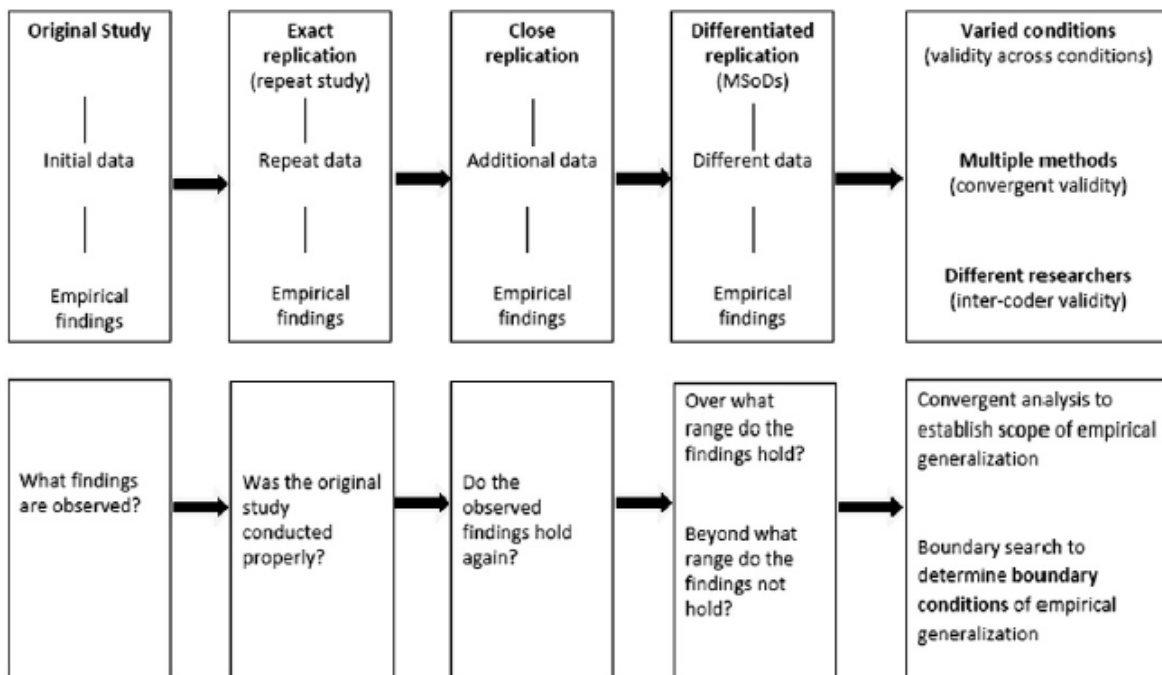 Original Study
Initial data
Empirical
findings
Exact
replication
(repeat study)
Repeat data
Empirical
findings
Close
replication
Additional data
Empirical
findings
Differentiated
replication
(MSoDs)
Different data
Empirical
findings
Varied conditions
(validity across conditions)
Multiple methods
(convergent validity)
Different researchers
(inter-coder validity)
What findings
are observed?
Was the original
study
conducted
properly?
Do the
observed
findings hold
again?
Over what
range do the
findings hold?
Beyond what
range do the
findings not
hold?
Convergent analysis to
establish scope of empirical
generalization
Boundary search to
determine boundary
conditions of empirical
generalization